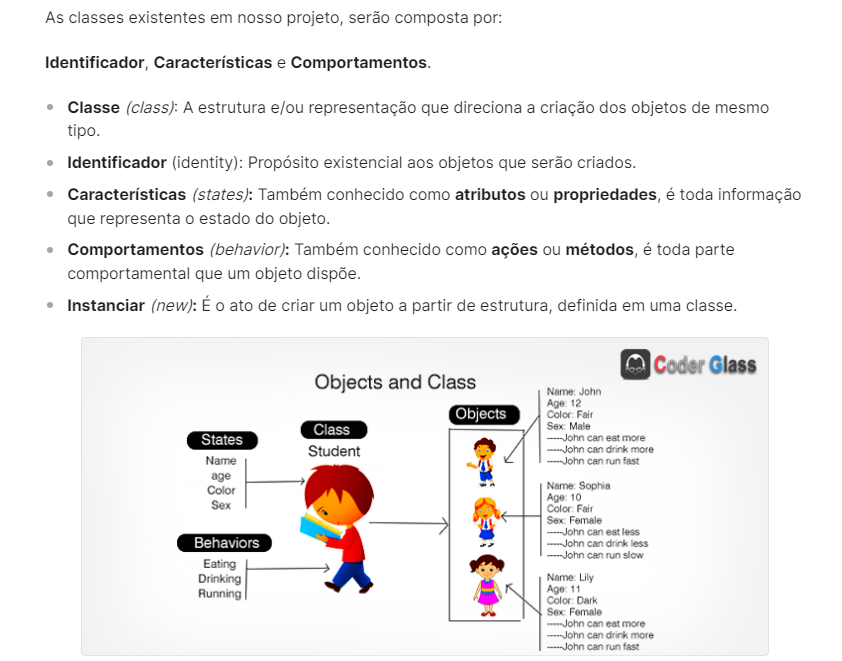 As classes existentes em nosso projeto, serão composta por:
Identificador, Características e Comportamentos.
Classe (class): A estrutura e/ou representação que direciona a criação dos objetos de mesmo
tipo.
Identificador (identity): Propósito existencial aos objetos que serão criados.
Características (states): Também conhecido como atributos ou propriedades, é toda informação
que representa o estado do objeto.
Comportamentos (behavior): Também conhecido como ações ou métodos, é toda parte
comportamental que um objeto dispõe.
Instanciar (new): É o ato de criar um objeto a partir de estrutura, definida em uma classe.
Coder Glass
Objects and Class
States
Name
age
Color
Sex
Behaviors
Eating
Drinking
Running
Class
Student
Objects
Name: John
Age: 12
Color: Fair
Sex: Male
-----John can eat more
-----John can drink more
-----John can run fast
Name: Sophia
Age: 10
Color: Fair
Sex: Female
-----John can eat less
-----John can drink less
-----John can run slow
Name: Lily
Age: 11
Color: Dark
Sex: Female
-----John can eat more
-----John can drink more
-----John can run fast